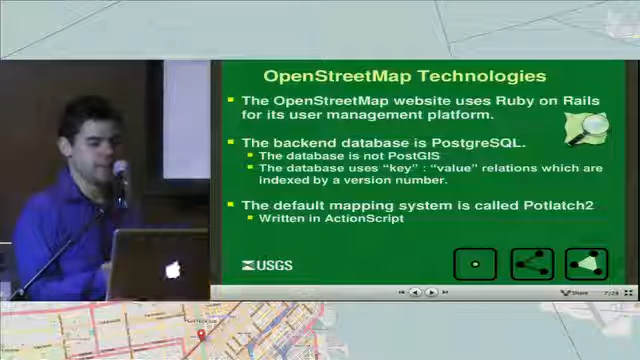 OpenStreetMap Technologies
The OpenStreetMap website uses Ruby on Rails
for its user management platform.
The backend database is PostgreSQL.
The database is not PostGIS
The database uses “key” : “value” relations which are
indexed by a version number.
The default mapping system is called Potlatch2
Written in ActionScript
USGS
Share